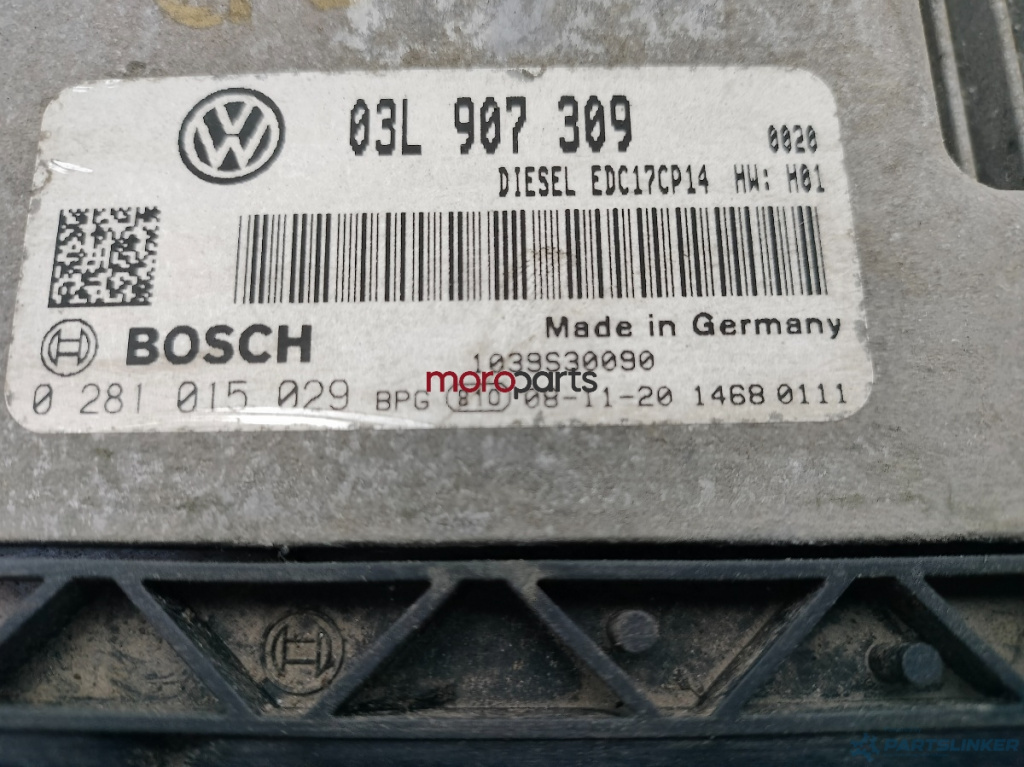 03L 907 309
0020
DIESEL EDC17CP14 HW: H01
BOSCH
Made in Germany
1039S30090
moroparts
0 281 015 029 BPG 810 08-11-20 1468 0111
PARTSLINKER